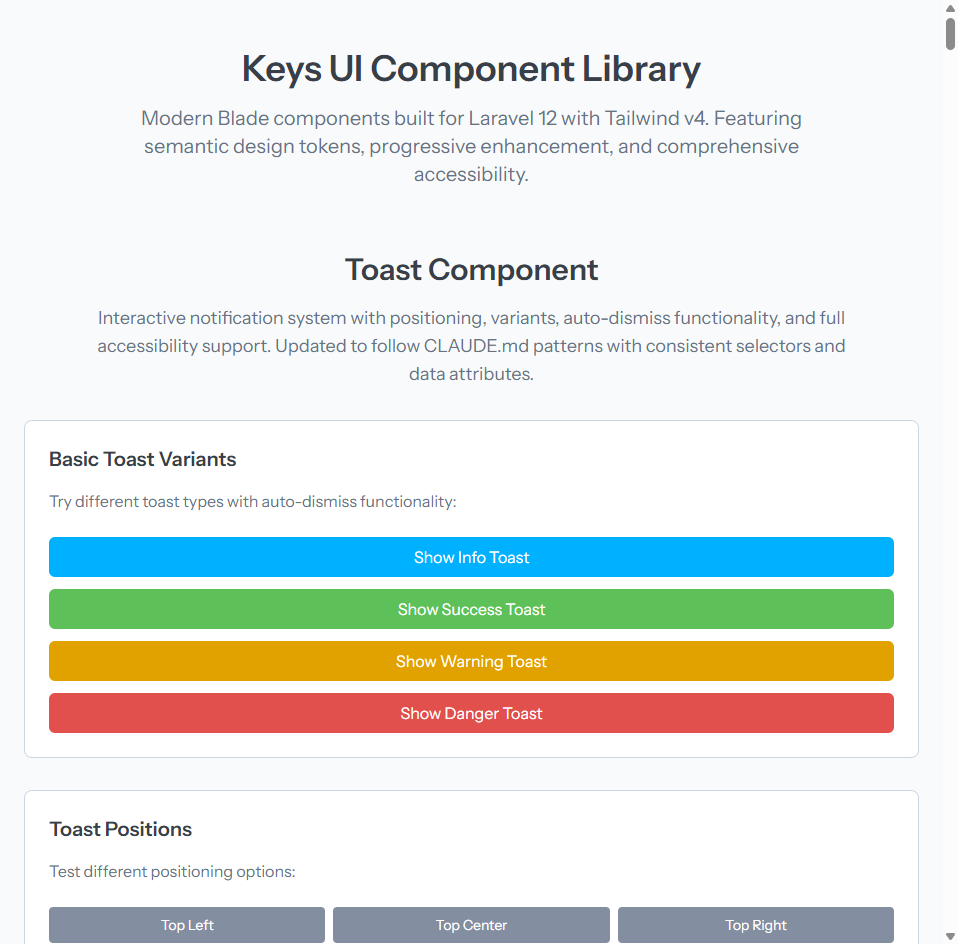 Keys UI Component Library
Modern Blade components built for Laravel 12 with Tailwind v4. Featuring
semantic design tokens, progressive enhancement, and comprehensive
accessibility.
Toast Component
Interactive notification system with positioning, variants, auto-dismiss functionality, and full
accessibility support. Updated to follow CLAUDE.md patterns with consistent selectors and
data attributes.
Basic Toast Variants
Try different toast types with auto-dismiss functionality:
Show Info Toast
Show Success Toast
Show Warning Toast
Show Danger Toast
Toast Positions
Test different positioning options:
Top Left
Top Center
Top Right